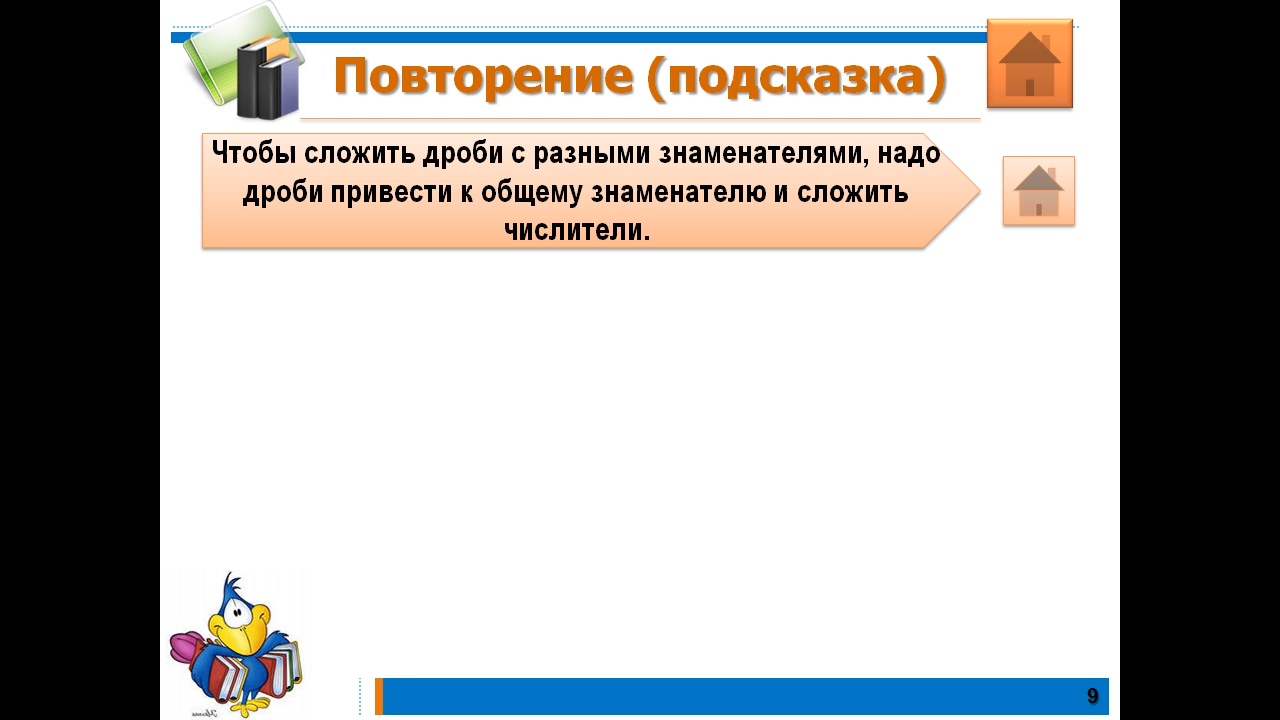 Повторение (подсказка)
Чтобы сложить дроби с разными знаменателями, надо
дроби привести к общему знаменателю и сложить
числители.
9